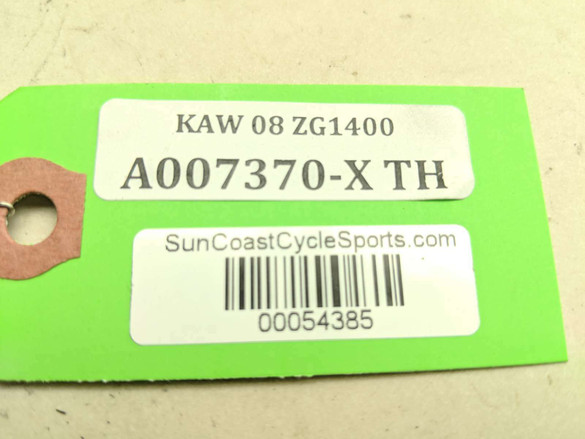 KAW 08 ZG1400
A007370-X TH
SunCoastCycleSports.com
00054385